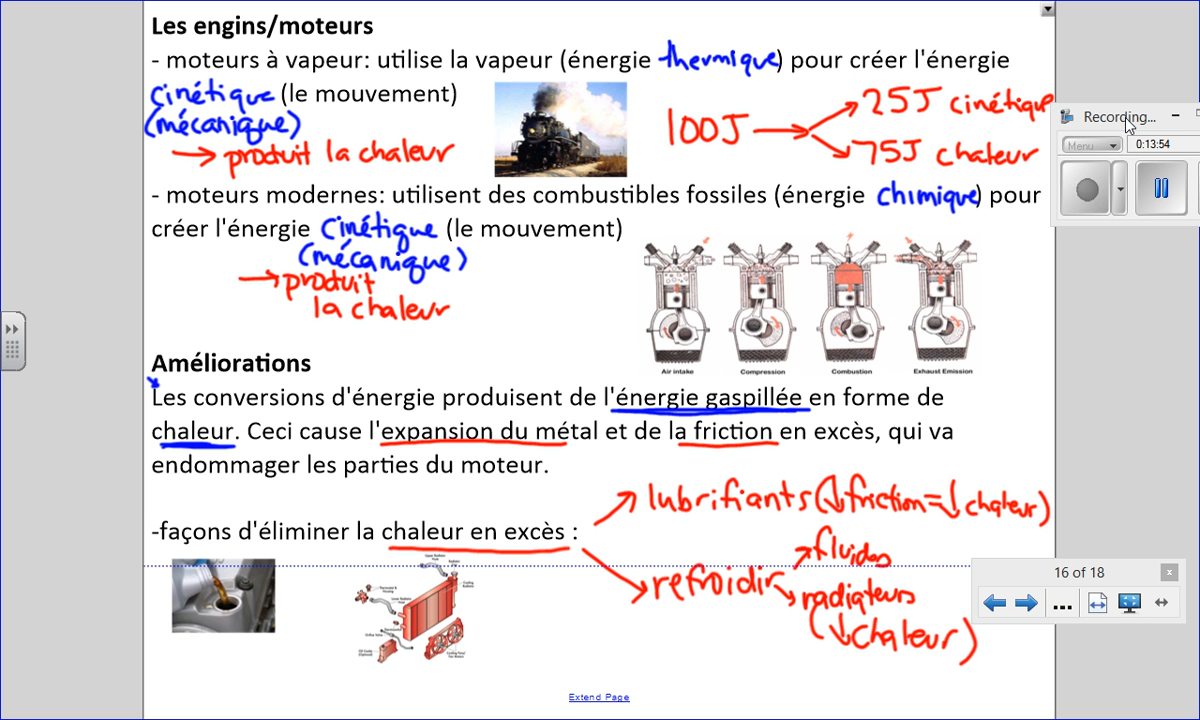 Les engins/moteurs
- moteurs à vapeur: utilise la vapeur (énergie thermique) pour créer l'énergie
cinétique (le mouvement)
(mécanique)
→ produit la chaleur
100J → 25J cinétique
→ 75J chaleur
- moteurs modernes: utilisent des combustibles fossiles (énergie chimique) pour
créer l'énergie cinétique (le mouvement)
(mécanique)
→ produit
la chaleur
Air intake Compression Combustion Exhaust Emission
Améliorations
Les conversions d'énergie produisent de l'énergie gaspillée en forme de
chaleur. Ceci cause l'expansion du métal et de la friction en excès, qui va
endommager les parties du moteur.
-façons d'éliminer la chaleur en excès :
→ lubrifiants (↓friction=↓chaleur)
→ refroidir
→ fluides
→ radiateurs
(↓chaleur)
Extend Page
Recording...
Menu
0:13:54
16 of 18
x
...